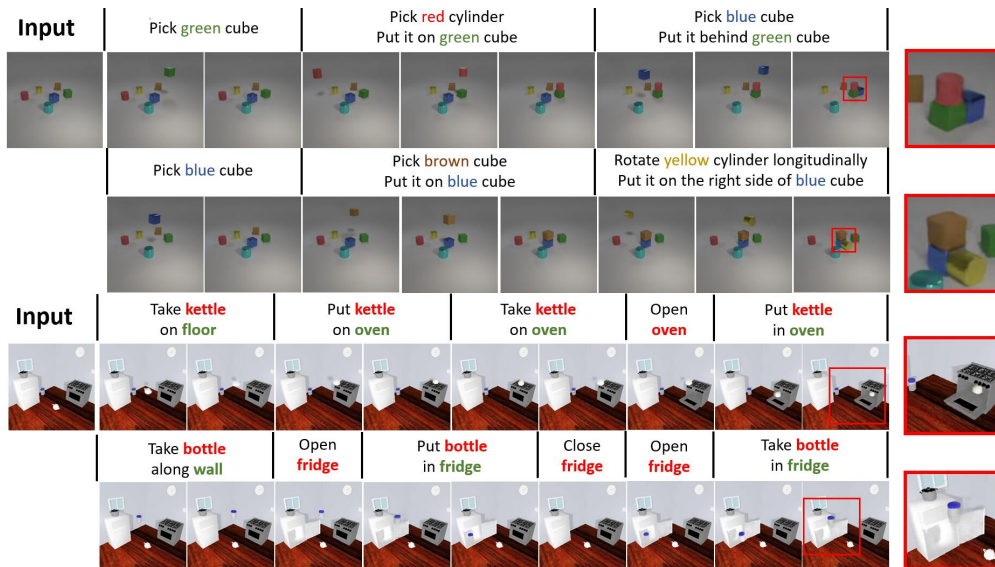 Input
Pick green cube
Pick red cylinder
Put it on green cube
Pick blue cube
Put it behind green cube
Pick blue cube
Pick brown cube
Put it on blue cube
Rotate yellow cylinder longitudinally
Put it on the right side of blue cube
Input
Take kettle
on floor
Put kettle
on oven
Take kettle
on oven
Open
oven
Put kettle
in oven
Take bottle
along wall
Open
fridge
Put bottle
in fridge
Close
fridge
Open
fridge
Take bottle
in fridge